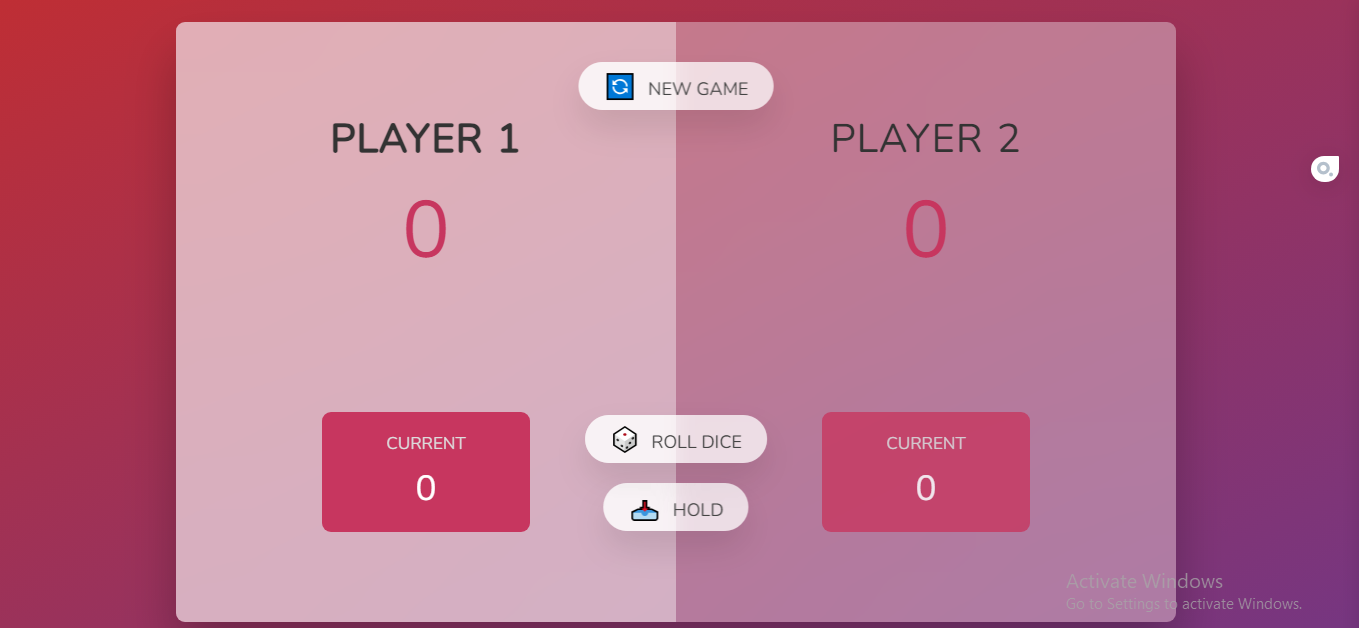 NEW GAME
PLAYER 1
PLAYER 2
0
0
CURRENT
0
ROLL DICE
HOLD
CURRENT
0
Activate Windows
Go to Settings to activate Windows.